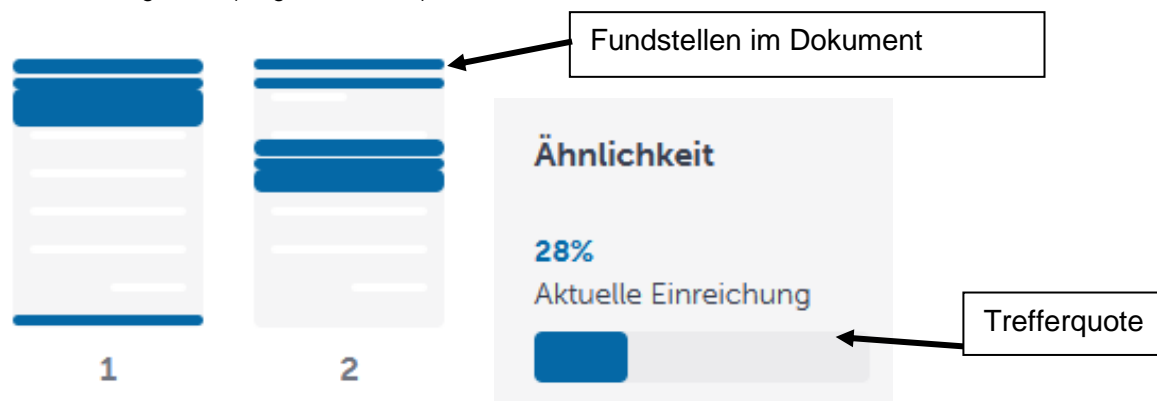 Fundstellen im Dokument
Ähnlichkeit
28%
Aktuelle Einreichung
Trefferquote
1
2